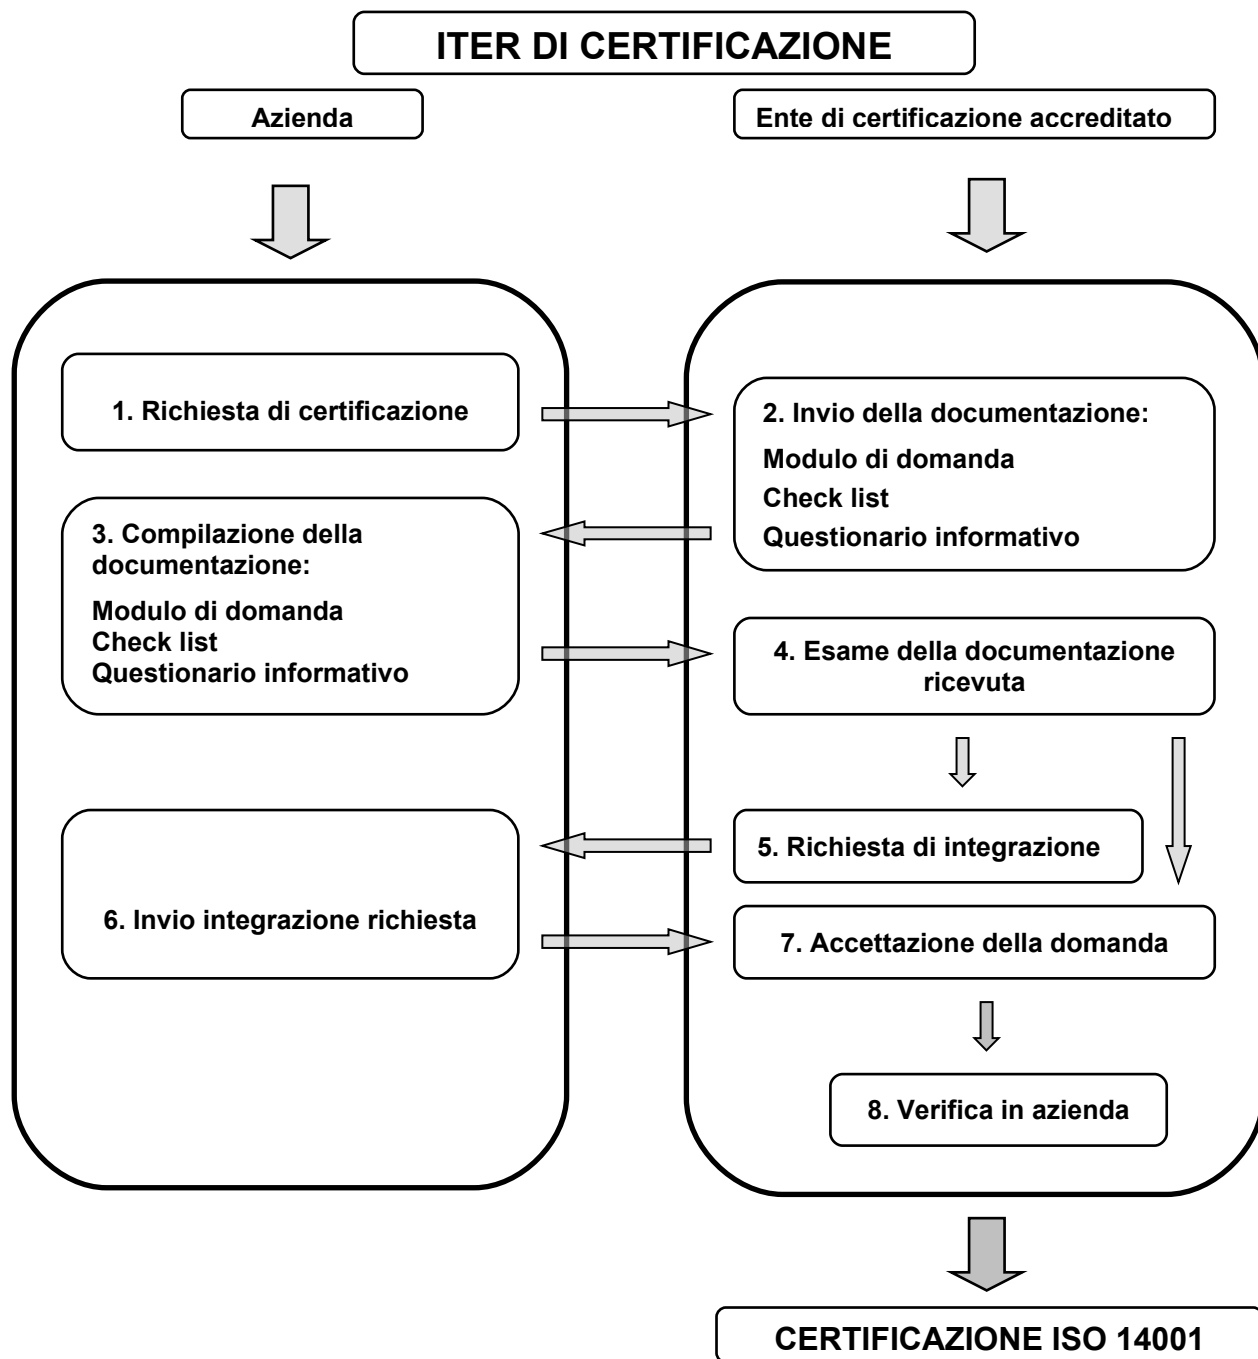 ITER DI CERTIFICAZIONE
Azienda
Ente di certificazione accreditato
1. Richiesta di certificazione
2. Invio della documentazione:
Modulo di domanda
Check list
Questionario informativo
3. Compilazione della
documentazione:
Modulo di domanda
Check list
Questionario informativo
4. Esame della documentazione
ricevuta
5. Richiesta di integrazione
6. Invio integrazione richiesta
7. Accettazione della domanda
8. Verifica in azienda
CERTIFICAZIONE ISO 14001